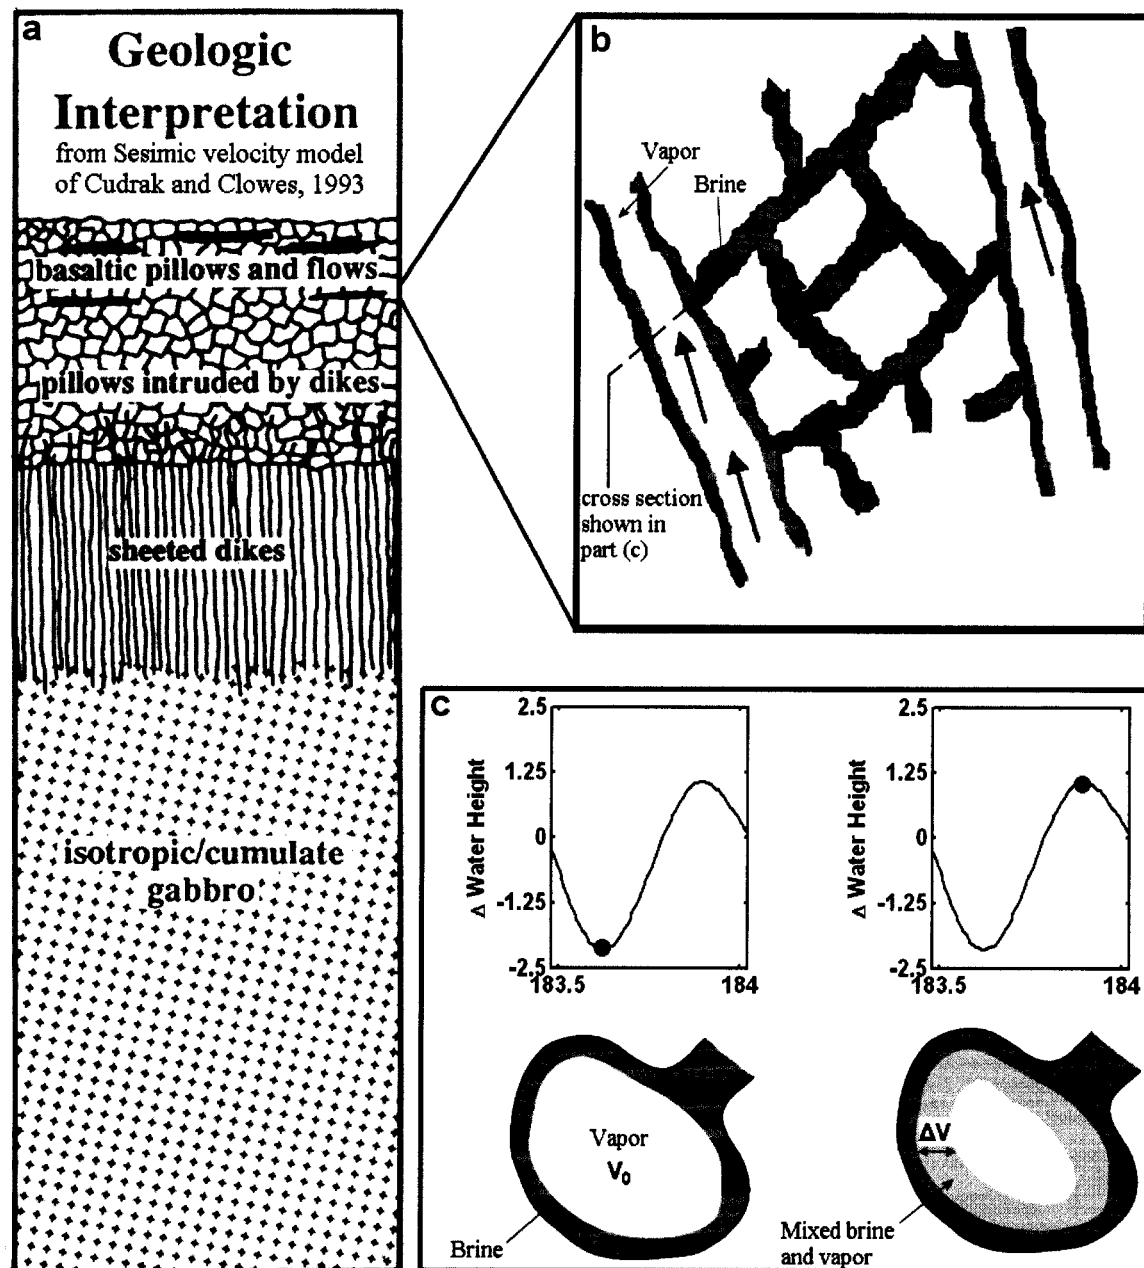 a
Geologic
Interpretation
from Sesimic velocity model
of Cudrak and Clowes, 1993
basaltic pillows and flows
pillows intruded by dikes
sheeted dikes
isotropic/cumulate
gabbro
b
Vapor
Brine
cross section
shown in
part (c)
c
2.5
1.25
0
-1.25
-2.5
Δ Water Height
183.5
184
2.5
1.25
0
-1.25
-2.5
Δ Water Height
183.5
184
Vapor
V₀
Brine
ΔV
Mixed brine
and vapor